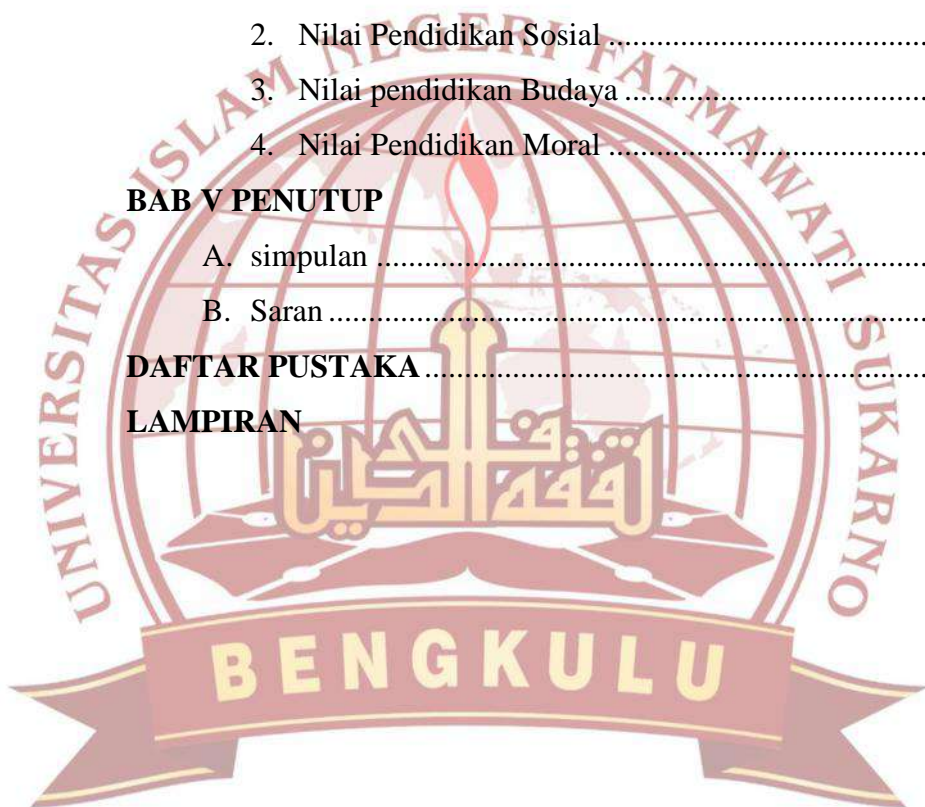 2. Nilai Pendidikan Sosial ........................................
3. Nilai pendidikan Budaya ......................................
4. Nilai Pendidikan Moral ........................................
BAB V PENUTUP
A. simpulan .....................................................................
B. Saran ...........................................................................
DAFTAR PUSTAKA ..................................................................
LAMPIRAN
UNIVERSITAS ISLAM NEGERI FATMAWATI SUKARNO
BENGKULU